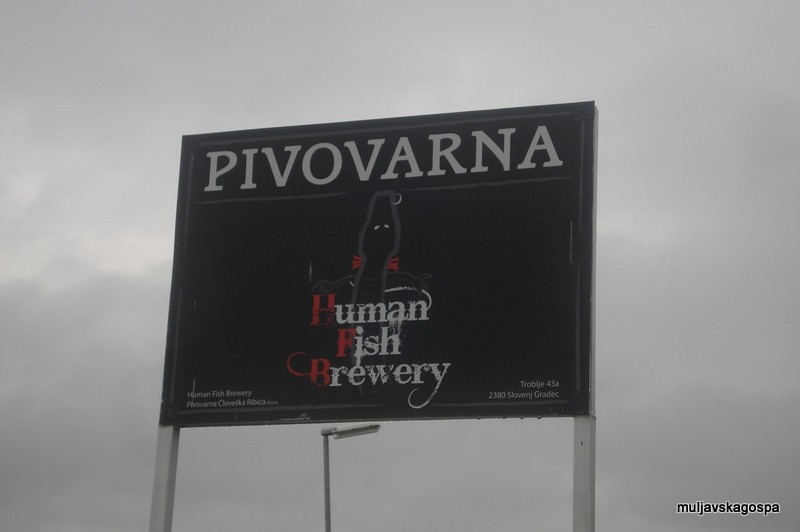 PIVOVARNA
Human
Fish
Brewery
Human Fish Brewery
Pivovarna Človeška Ribica
Troblje 43a
2380 Slovenj Gradec
muljavskagospa